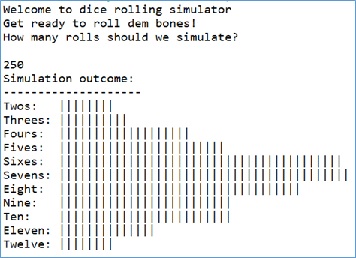 Welcome to dice rolling simulator
Get ready to roll dem bones!
How many rolls should we simulate?
250
Simulation outcome:
--------------------
Twos:
Threes:
Fours:
Fives:
Sixes:
Sevens:
Eight:
Nine:
Ten:
Eleven:
Twelve: